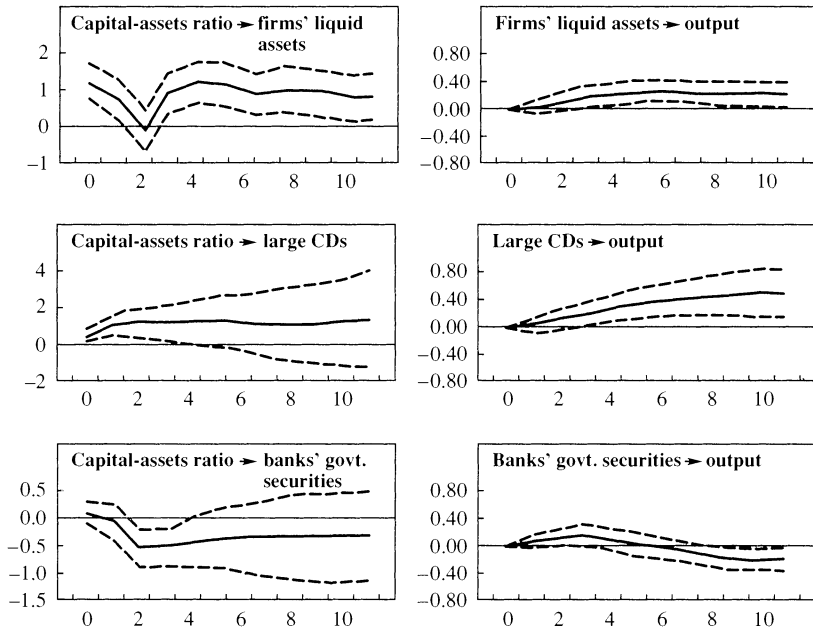 Capital-assets ratio → firms' liquid
assets
2
1
0
−1
0 2 4 6 8 10
Firms' liquid assets → output
0.80
0.40
0.00
−0.40
−0.80
0 2 4 6 8 10
Capital-assets ratio → large CDs
4
2
0
−2
0 2 4 6 8 10
Large CDs → output
0.80
0.40
0.00
−0.40
−0.80
0 2 4 6 8 10
Capital-assets ratio → banks' govt.
securities
0.5
0.0
−0.5
−1.0
−1.5
0 2 4 6 8 10
Banks' govt. securities → output
0.80
0.40
0.00
−0.40
−0.80
0 2 4 6 8 10